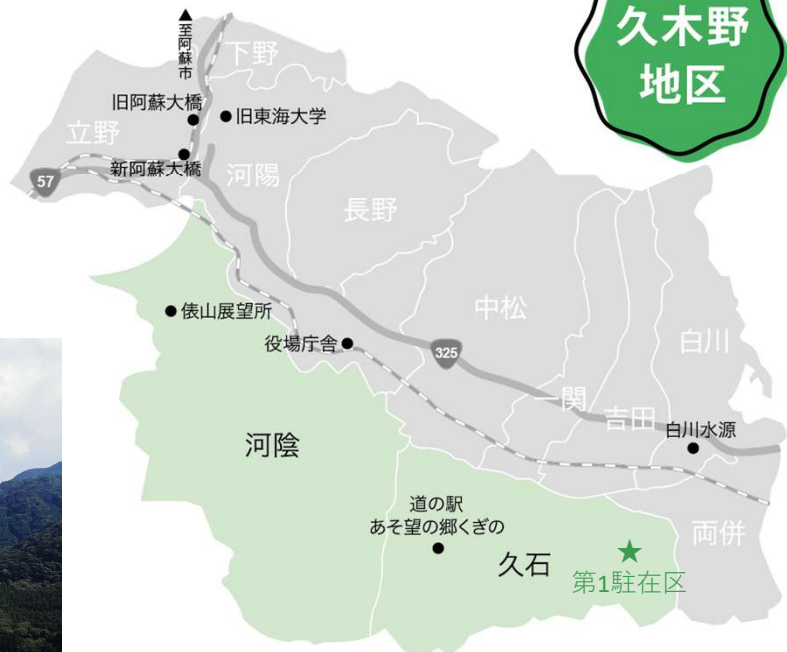 久木野
地区
▲至阿蘇市
下野
旧阿蘇大橋
旧東海大学
立野
新阿蘇大橋
河陽
57
長野
俵山展望所
中松
役場庁舎
325
白川
一関
吉田
白川水源
河陰
道の駅
あそ望の郷くぎの
久石
両併
★
第1駐在区